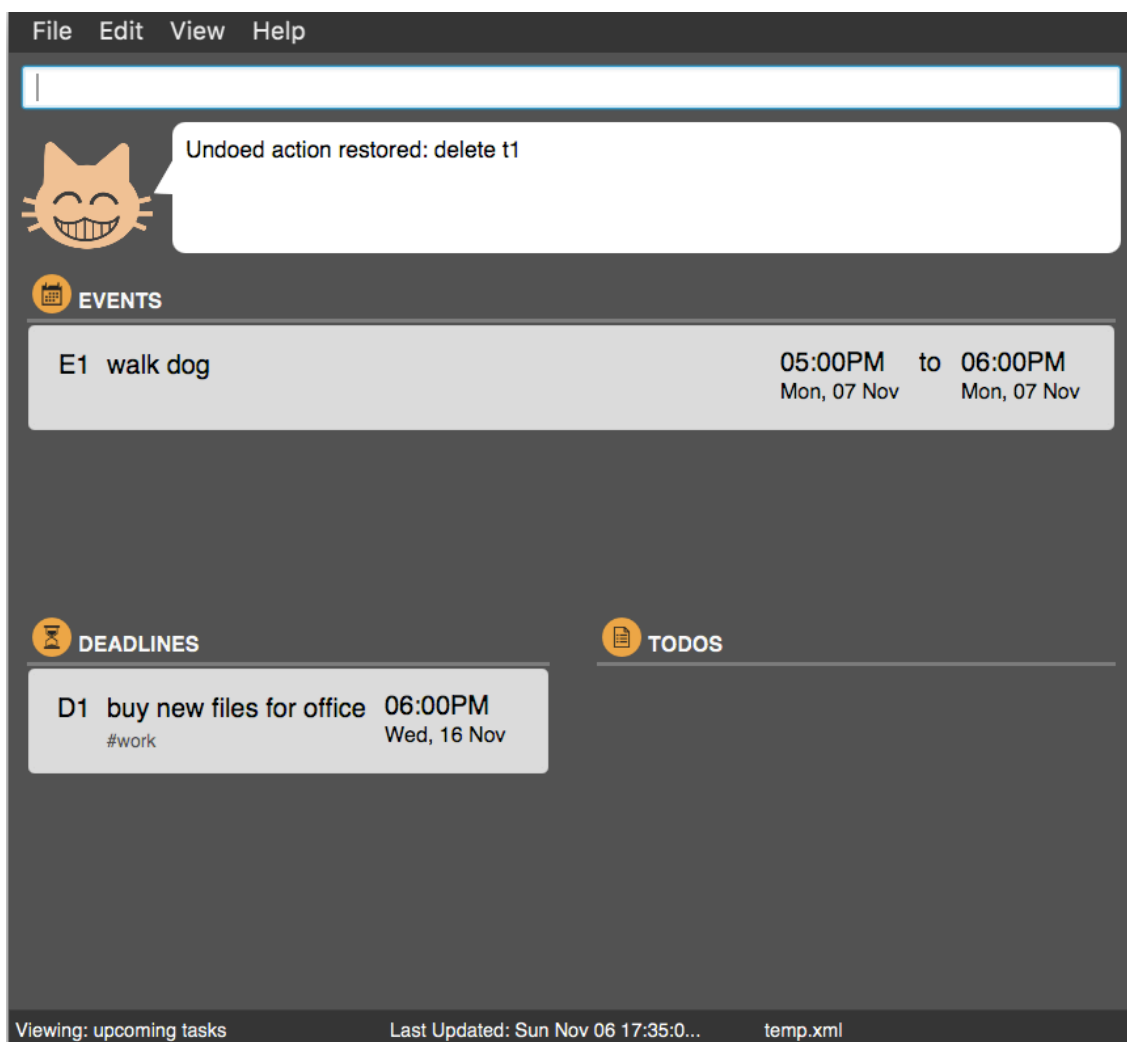 File Edit View Help
Undoed action restored: delete t1
EVENTS
E1 walk dog 05:00PM to 06:00PM
Mon, 07 Nov Mon, 07 Nov
DEADLINES
D1 buy new files for office 06:00PM
#work Wed, 16 Nov
TODOS
Viewing: upcoming tasks Last Updated: Sun Nov 06 17:35:0... temp.xml